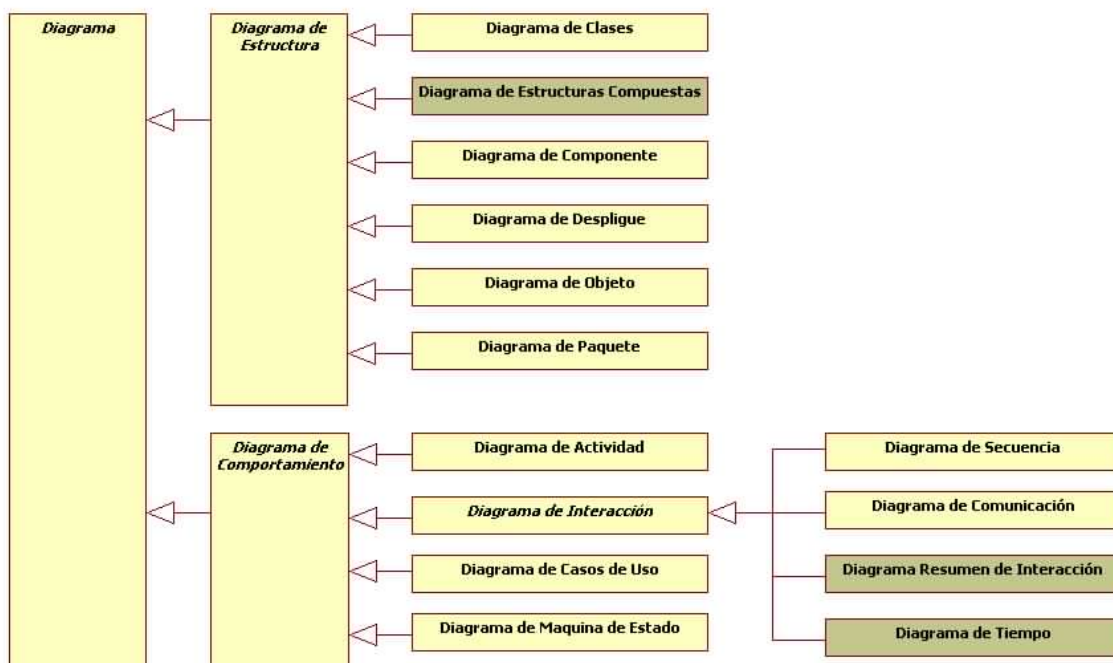 Diagrama
Diagrama de
Estructura
Diagrama de Clases
Diagrama de Estructuras Compuestas
Diagrama de Componente
Diagrama de Despligue
Diagrama de Objeto
Diagrama de Paquete
Diagrama de
Comportamiento
Diagrama de Actividad
Diagrama de Interacción
Diagrama de Casos de Uso
Diagrama de Maquina de Estado
Diagrama de Secuencia
Diagrama de Comunicación
Diagrama Resumen de Interacción
Diagrama de Tiempo